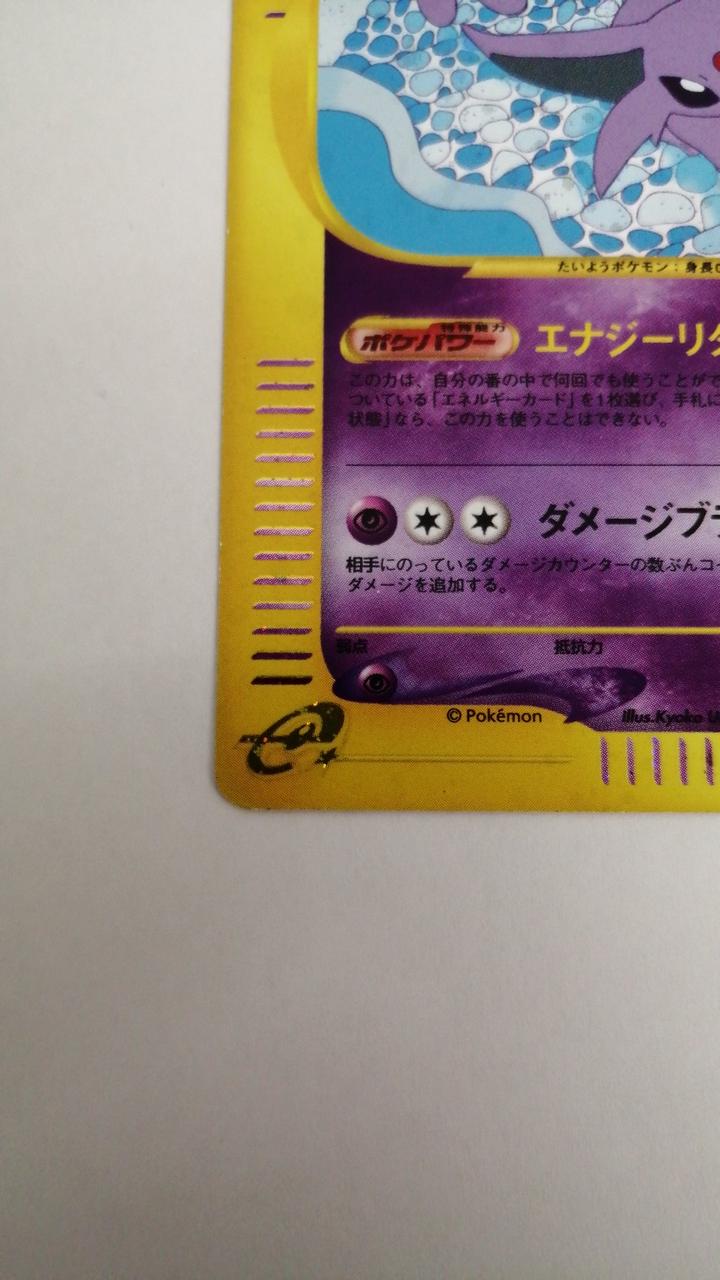 たいようポケモン：身長
特殊能力
ポケパワー
エナジーリ
この力は、自分の番の中で何回でも使うことがで
ついている「エネルギーカード」を1枚選び、手札に
状態」なら、この力を使うことはできない。
ダメージブ
相手にのっているダメージカウンターの数ぶんコ
ダメージを追加する。
弱点 抵抗力
© Pokémon illus.Kyoko U